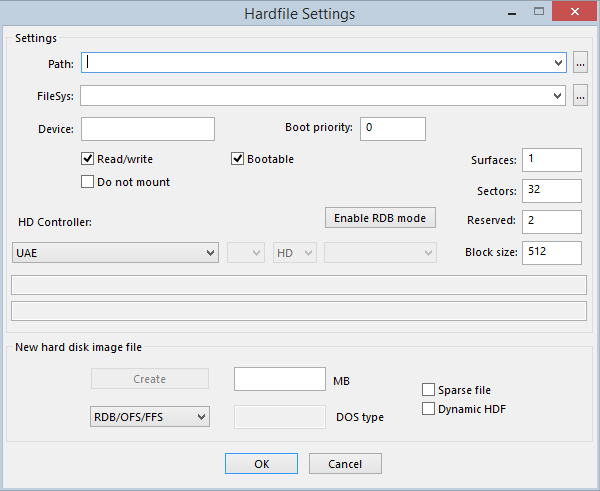 Hardfile Settings
Settings
Path:
...
FileSys:
...
Device:
Boot priority: 0
Read/write
Bootable
Surfaces: 1
Do not mount
Sectors: 32
HD Controller:
Enable RDB mode
Reserved: 2
UAE
HD
Block size: 512
New hard disk image file
Create
MB
Sparse file
RDB/OFS/FFS
DOS type
Dynamic HDF
OK
Cancel